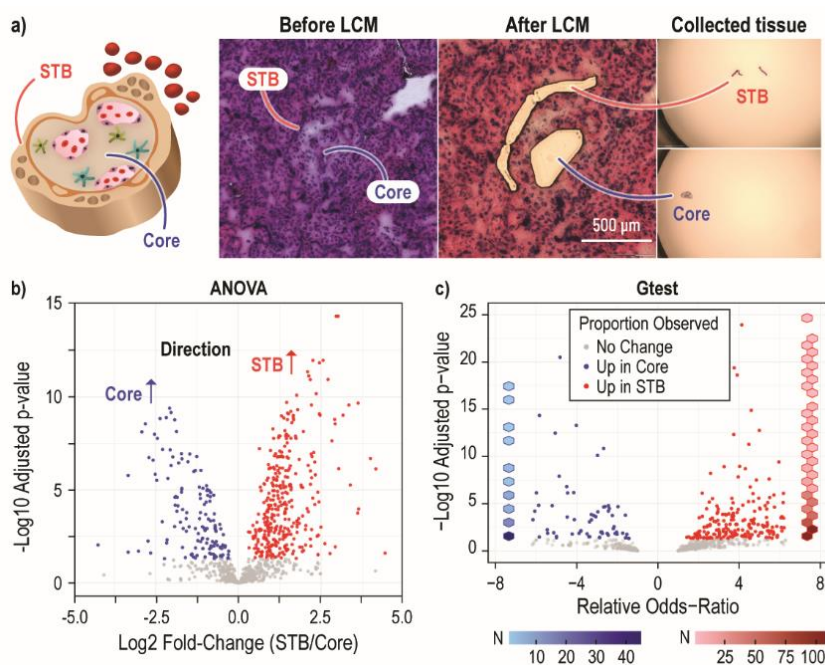 a)
Before LCM
After LCM
Collected tissue
STB
Core
STB
Core
500 µm
STB
Core
b)
ANOVA
15
10
5
0
-Log10 Adjusted p-value
Direction
Core
STB
-5.0
-2.5
0.0
2.5
5.0
Log2 Fold-Change (STB/Core)
c)
Gtest
25
20
15
10
5
0
−Log10 Adjusted p−value
Proportion Observed
No Change
Up in Core
Up in STB
−8
−4
0
4
8
Relative Odds−Ratio
N
10 20 30 40
N
25 50 75 100